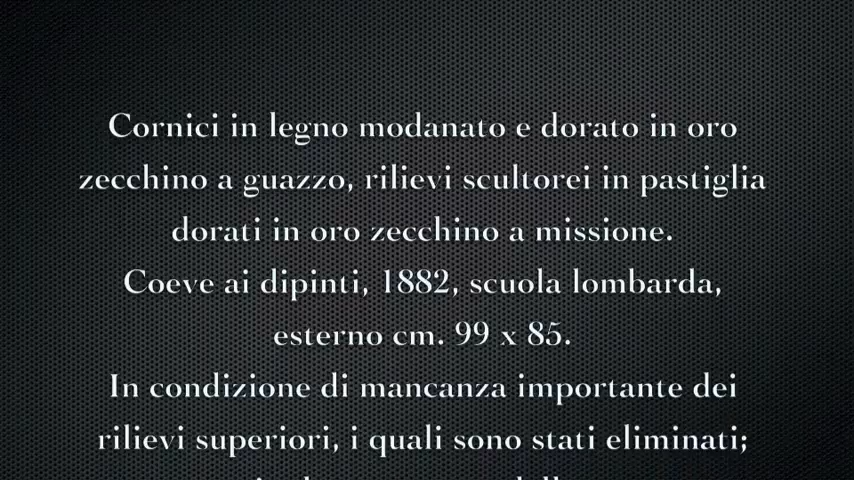 Cornici in legno modanato e dorato in oro
zecchino a guazzo, rilievi scultorei in pastiglia
dorati in oro zecchino a missione.
Coeve ai dipinti, 1882, scuola lombarda,
esterno cm. 99 x 85.
In condizione di mancanza importante dei
rilievi superiori, i quali sono stati eliminati;